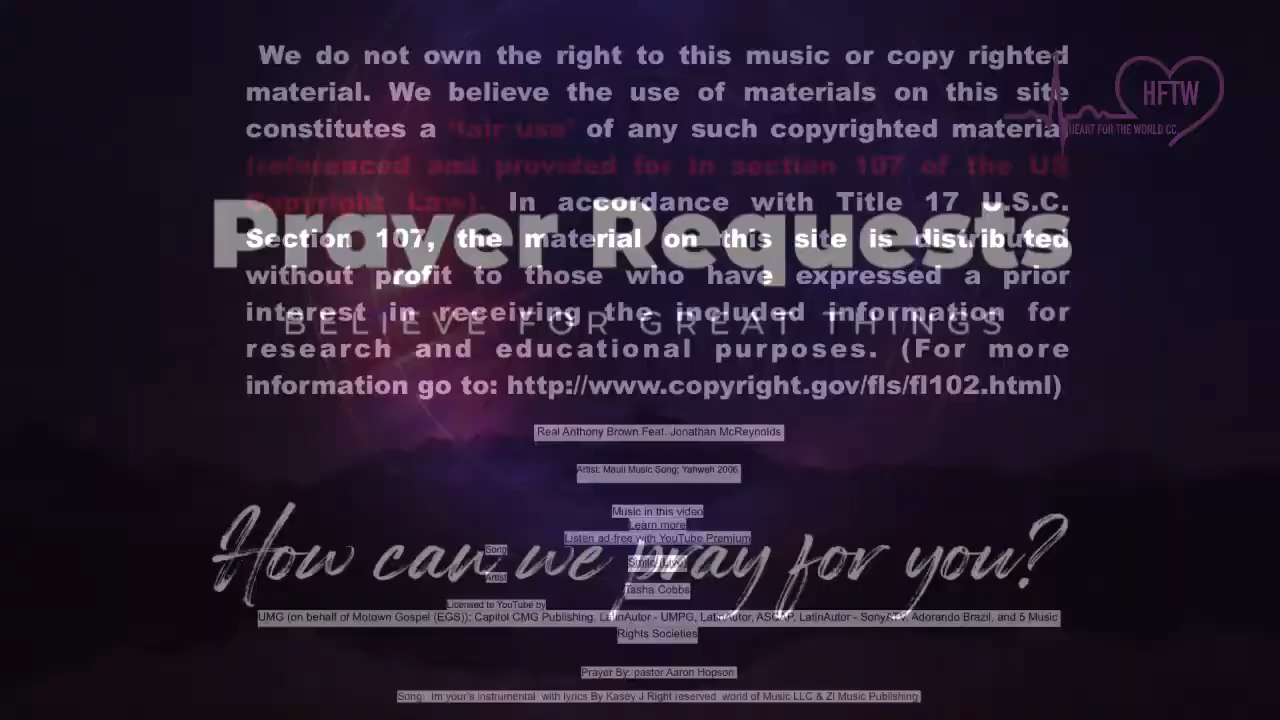 We do not own the right to this music or copy righted
material. We believe the use of materials on this site
constitutes a "fair use" of any such copyrighted material
(referenced and provided for in section 107 of the US
Copyright Law). In accordance with Title 17 U.S.C.
Section 107, the material on this site is distributed
without profit to those who have expressed a prior
interest in receiving the included information for
research and educational purposes. (For more
information go to: http://www.copyright.gov/fls/fl102.html)
HFTW
HEART FOR THE WORLD CC.
Prayer Requests
BELIEVE FOR GREAT THINGS
Real Anthony Brown Feat. Jonathan McReynolds
Artist: Mauli Music Song; Yahweh 2006
Music in this video
Learn more
Listen ad-free with YouTube Premium
Song
Smile (Live)
Artist
Tasha Cobbs
How can we pray for you?
Licensed to YouTube by
UMG (on behalf of Motown Gospel (EGS)); Capitol CMG Publishing, LatinAutor - UMPG, LatinAutor, ASCAP, LatinAutor - SonyATV, Adorando Brazil, and 5 Music
Rights Societies
Prayer By: pastor Aaron Hopson
Song: im your's Instrumental with lyrics By Kasey J Right reserved world of Music LLC & ZI Music Publishing